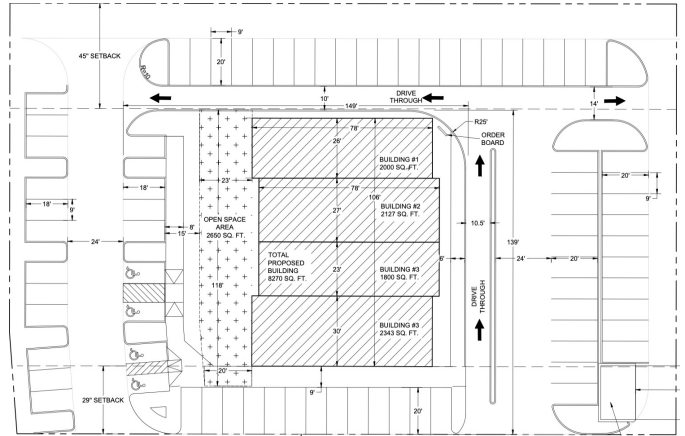 9'
45" SETBACK
20'
R=10
10'
DRIVE
THROUGH
149'
14'
R25'
78'
ORDER
BOARD
26'
BUILDING #1
2000 SQ. FT.
18'
23'
78'
20'
9'
106'
18'
9'
8'
OPEN SPACE
AREA
2650 SQ. FT.
27'
BUILDING #2
2127 SQ. FT.
10.5'
15'
24'
139'
TOTAL
PROPOSED
BUILDING
8270 SQ. FT.
23'
6'
24'
20'
118'
BUILDING #3
1800 SQ. FT.
DRIVE
THROUGH
30'
BUILDING #3
2343 SQ. FT.
20'
9'
29" SETBACK
20'